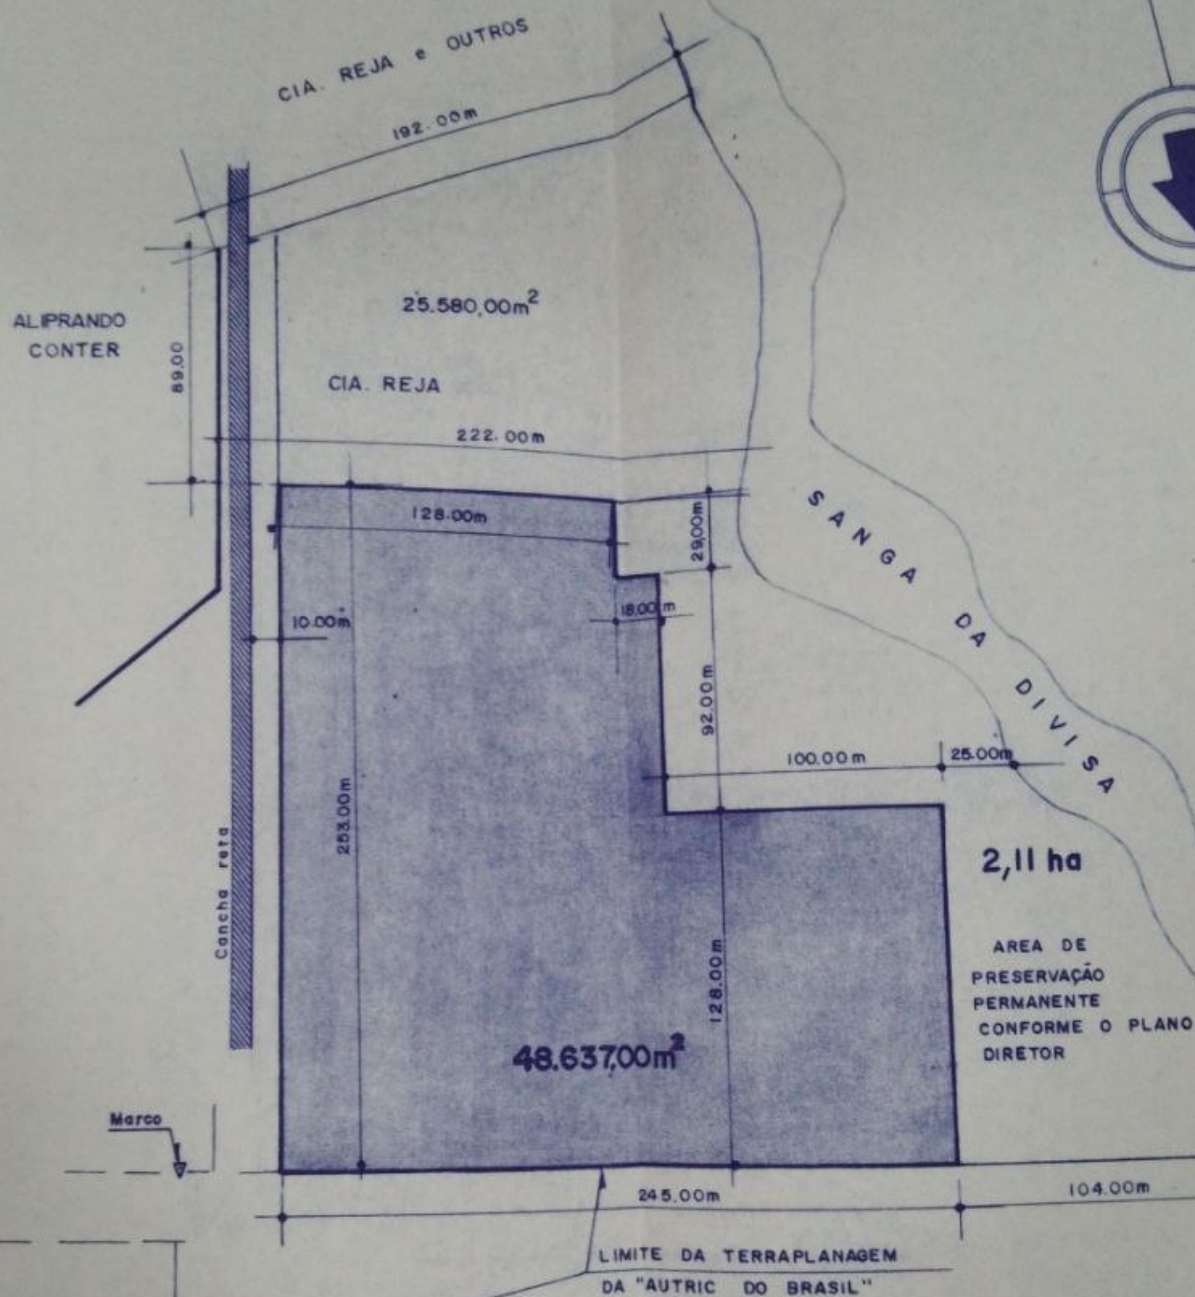 CIA. REJA e OUTROS
192.00m
ALIPRANDO
CONTER
89.00
25.580,00m²
CIA. REJA
222.00m
128.00m
29,00m
SANGA DA DIVISA
10.00m
18.00 m
92.00m
100.00m
25.00m
253.00m
Cancha reta
2,11 ha
128.00m
AREA DE
PRESERVAÇÃO
PERMANENTE
CONFORME O PLANO
DIRETOR
48.637,00m²
Marco
245.00m
104.00m
LIMITE DA TERRAPLANAGEM
DA "AUTRIC DO BRASIL"